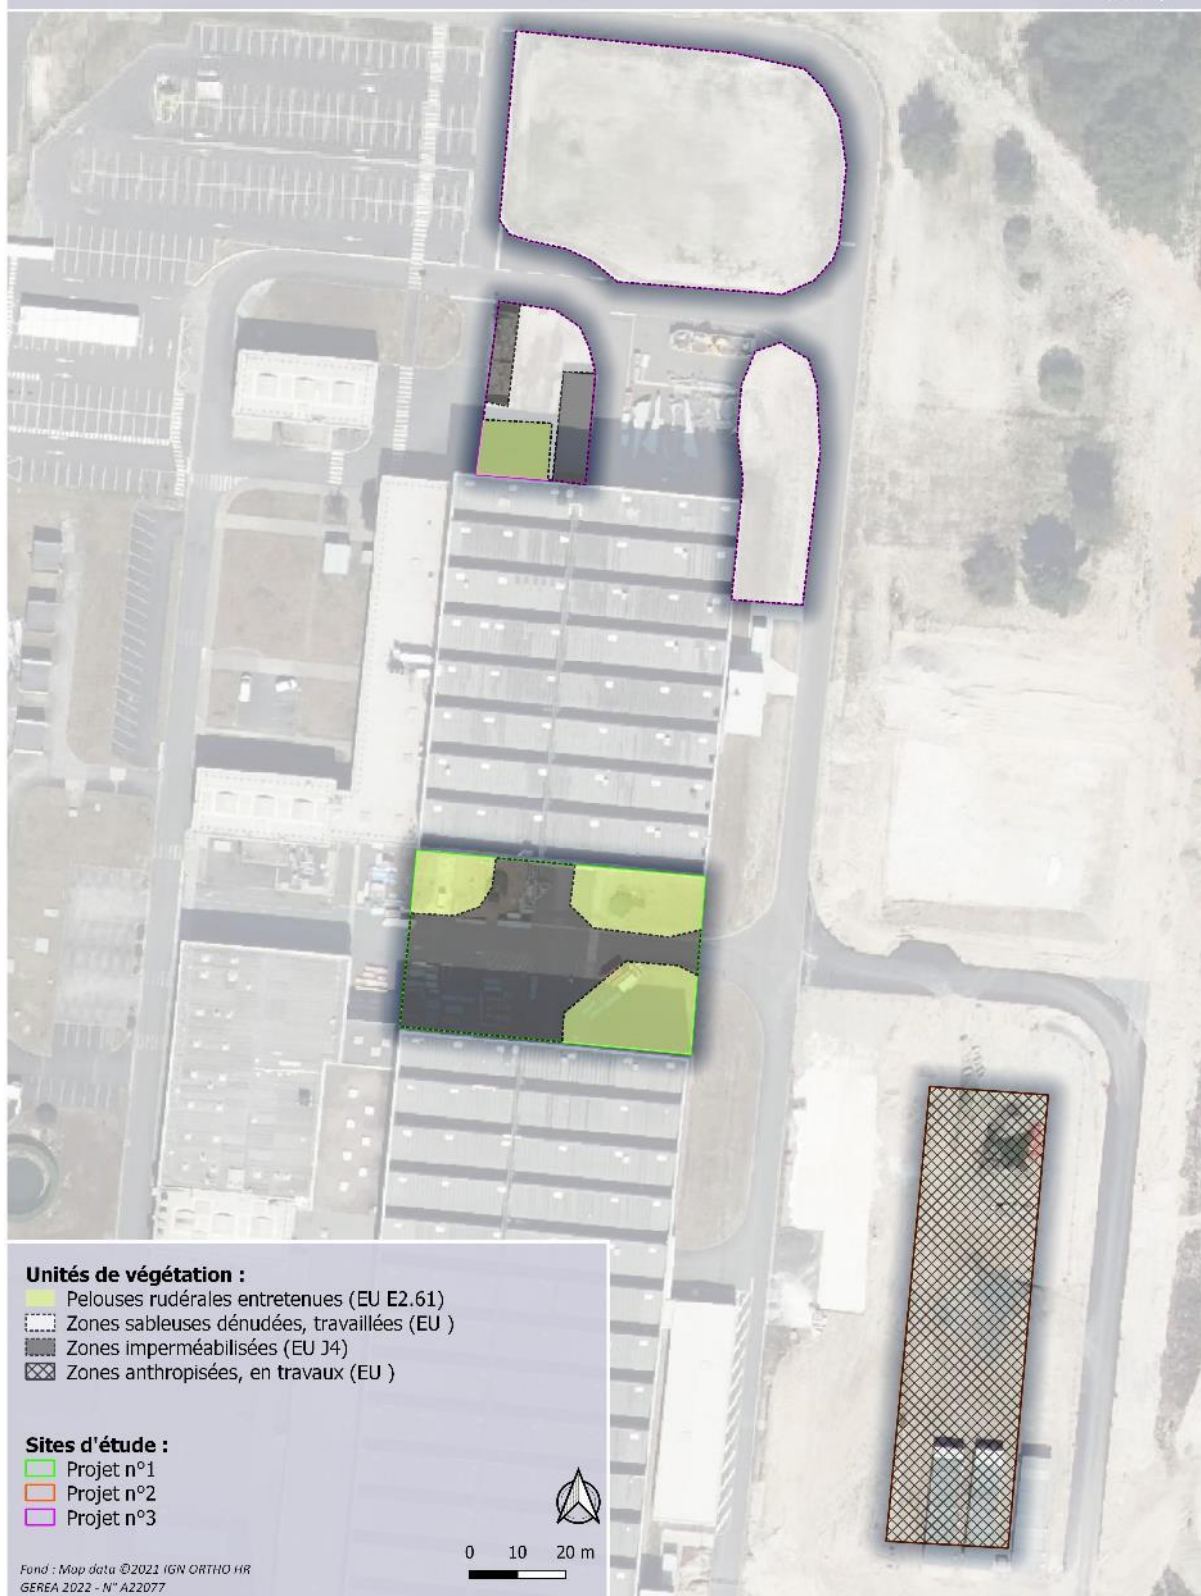 Unités de végétation :
Pelouses rudérales entretenues (EU E2.61)
Zones sableuses dénudées, travaillées (EU )
Zones imperméabilisées (EU J4)
Zones anthropisées, en travaux (EU )
Sites d'étude :
Projet n°1
Projet n°2
Projet n°3
0 10 20 m
Fond : Map data ©2021 IGN ORTHO HR
GEREA 2022 - N° A22077